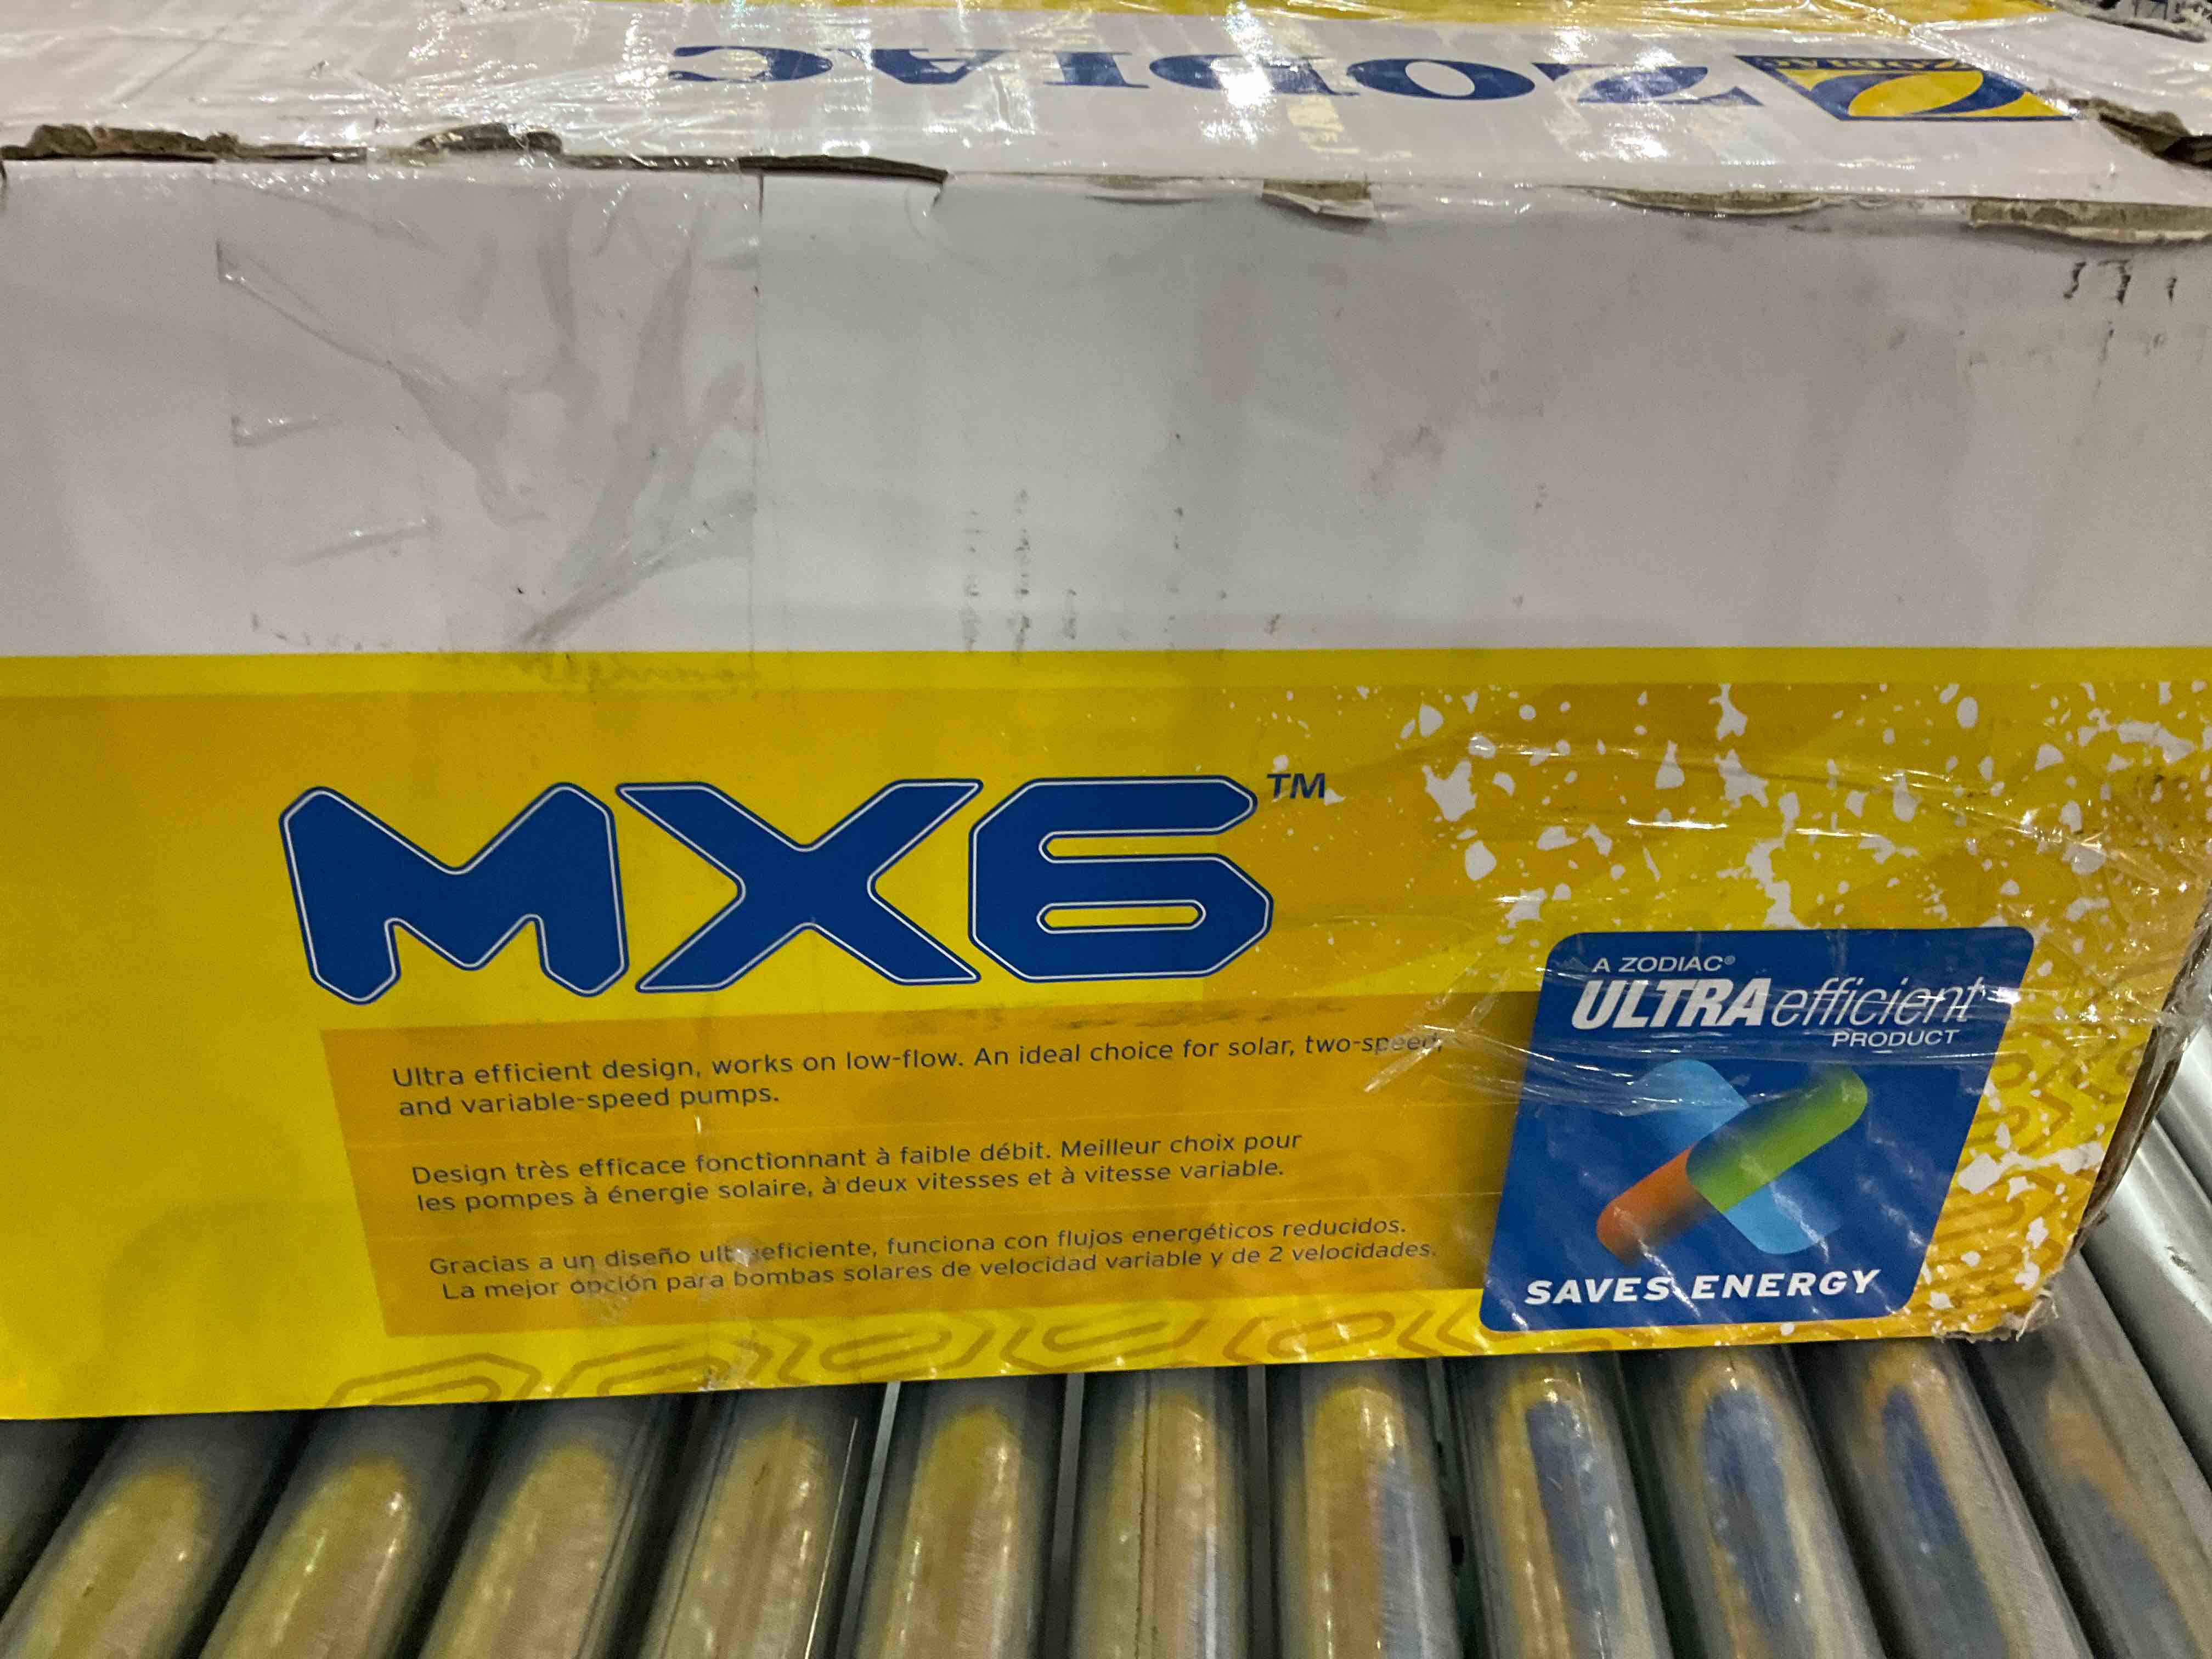 ZODIAC
ZODIAC
MX6™
Ultra efficient design, works on low-flow. An ideal choice for solar, two-speed,
and variable-speed pumps.
Design très efficace fonctionnant à faible débit. Meilleur choix pour
les pompes à énergie solaire, à deux vitesses et à vitesse variable.
Gracias a un diseño ultraeficiente, funciona con flujos energéticos reducidos.
La mejor opción para bombas solares de velocidad variable y de 2 velocidades.
A ZODIAC®
ULTRAefficient
PRODUCT
SAVES ENERGY